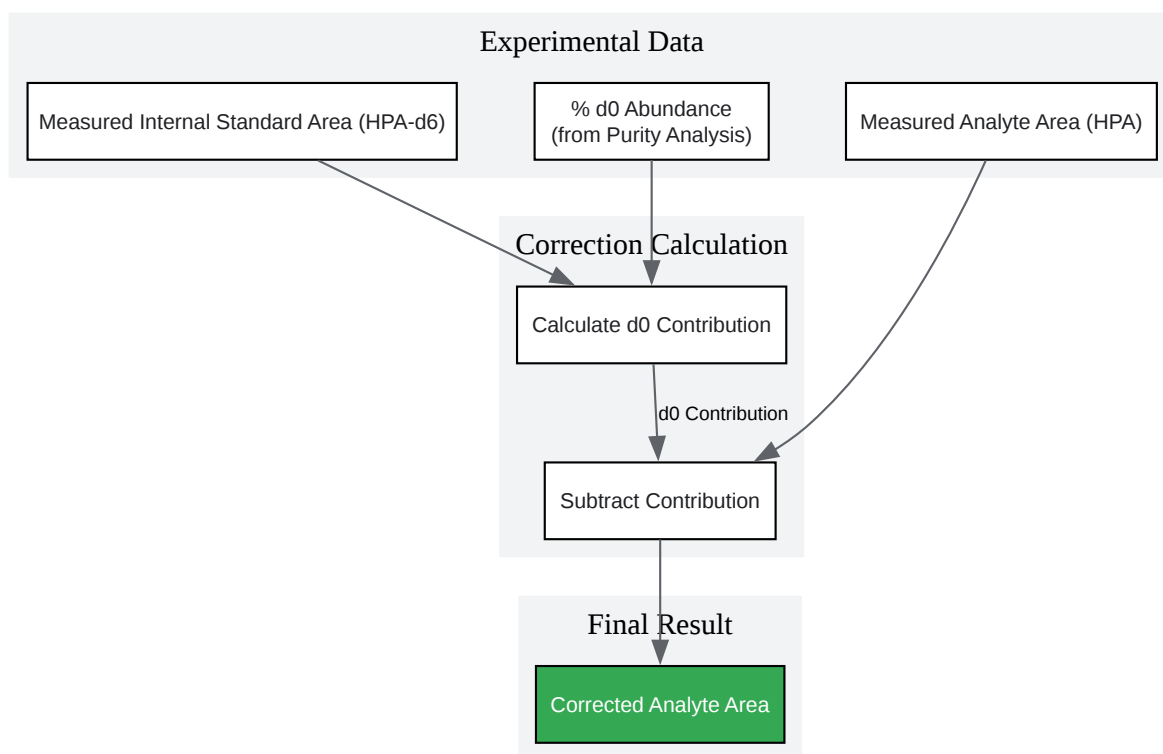 Experimental Data
Measured Internal Standard Area (HPA-d6)
% d0 Abundance
(from Purity Analysis)
Measured Analyte Area (HPA)
Correction Calculation
Calculate d0 Contribution
d0 Contribution
Subtract Contribution
Final Result
Corrected Analyte Area